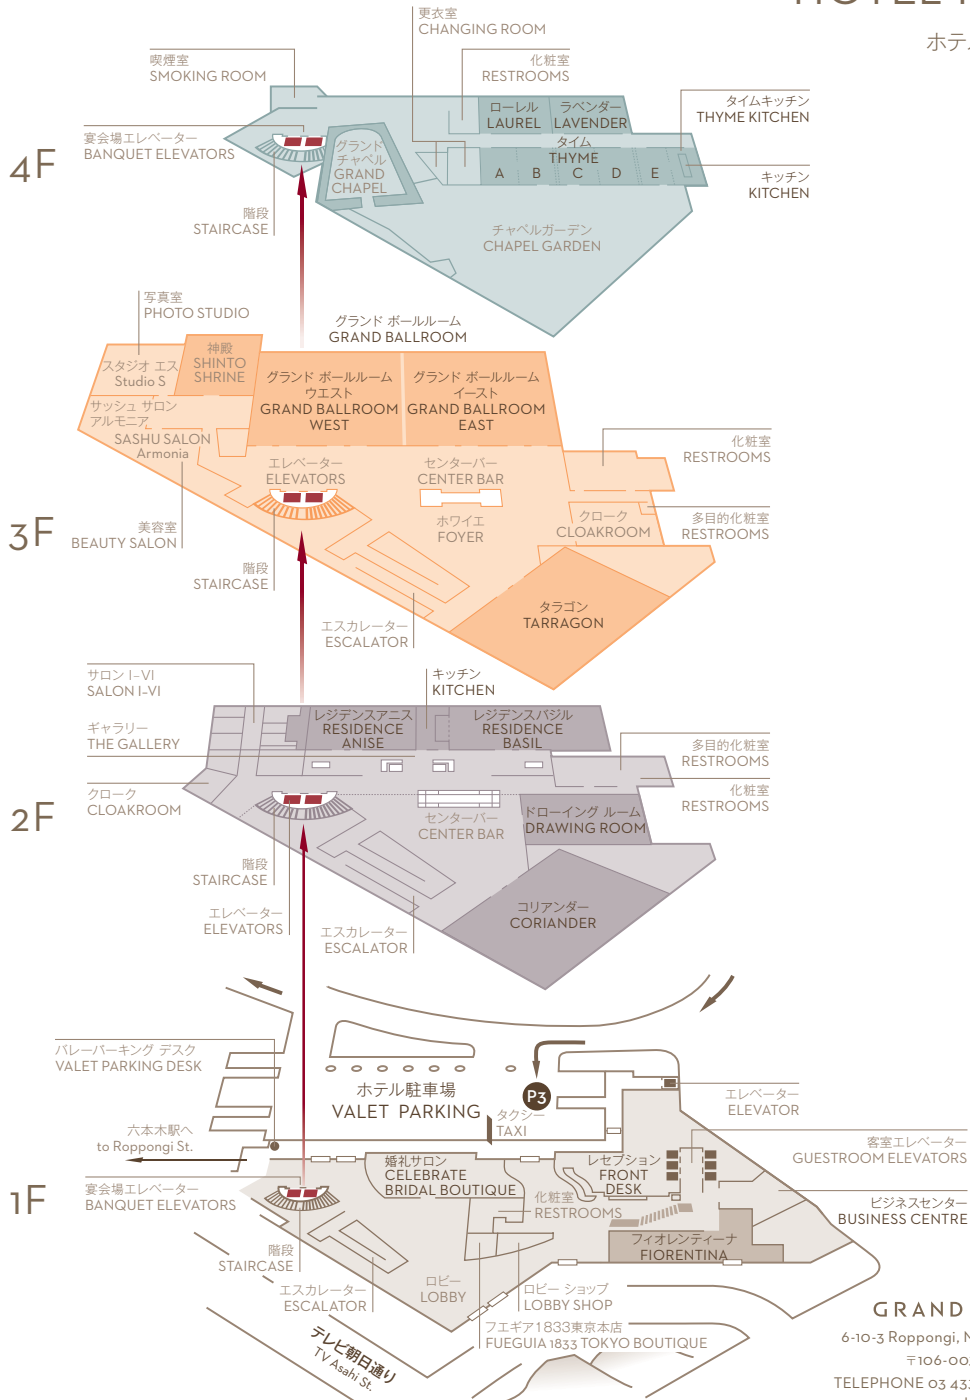 ホテ
更衣室
CHANGING ROOM
喫煙室
SMOKING ROOM
化粧室
RESTROOMS
タイムキッチン
THYME KITCHEN
ローレル
LAUREL
ラベンダー
LAVENDER
宴会場エレベーター
BANQUET ELEVATORS
グランド
チャペル
GRAND
CHAPEL
タイム
THYME
A B C D E
キッチン
KITCHEN
4F
階段
STAIRCASE
チャペルガーデン
CHAPEL GARDEN
写真室
PHOTO STUDIO
グランド ボールルーム
GRAND BALLROOM
スタジオ エス
Studio S
神殿
SHINTO
SHRINE
グランド ボールルーム
ウエスト
GRAND BALLROOM
WEST
グランド ボールルーム
イースト
GRAND BALLROOM
EAST
サッシュ サロン
アルモニア
SASHU SALON
Armonia
エレベーター
ELEVATORS
センターバー
CENTER BAR
化粧室
RESTROOMS
3F
美容室
BEAUTY SALON
ホワイエ
FOYER
クローク
CLOAKROOM
多目的化粧室
RESTROOMS
階段
STAIRCASE
エスカレーター
ESCALATOR
タラゴン
TARRAGON
サロン I–VI
SALON I–VI
キッチン
KITCHEN
ギャラリー
THE GALLERY
レジデンスアニス
RESIDENCE
ANISE
レジデンスバジル
RESIDENCE
BASIL
多目的化粧室
RESTROOMS
クローク
CLOAKROOM
化粧室
RESTROOMS
2F
センターバー
CENTER BAR
ドローイング ルーム
DRAWING ROOM
階段
STAIRCASE
エレベーター
ELEVATORS
エスカレーター
ESCALATOR
コリアンダー
CORIANDER
バレーパーキング デスク
VALET PARKING DESK
ホテル駐車場
VALET PARKING
P3
タクシー
TAXI
エレベーター
ELEVATOR
六本木駅へ
to Roppongi St.
客室エレベーター
GUESTROOM ELEVATORS
1F
宴会場エレベーター
BANQUET ELEVATORS
婚礼サロン
CELEBRATE
BRIDAL BOUTIQUE
レセプション
FRONT
DESK
化粧室
RESTROOMS
ビジネスセンター
BUSINESS CENTRE
階段
STAIRCASE
フィオレンティーナ
FIORENTINA
エスカレーター
ESCALATOR
ロビー
LOBBY
ロビー ショップ
LOBBY SHOP
フエギア1833東京本店
FUEGUIA 1833 TOKYO BOUTIQUE
テレビ朝日通り
TV Asahi St.
GRAND
6-10-3 Roppongi,
〒106-00
TELEPHONE 03 43